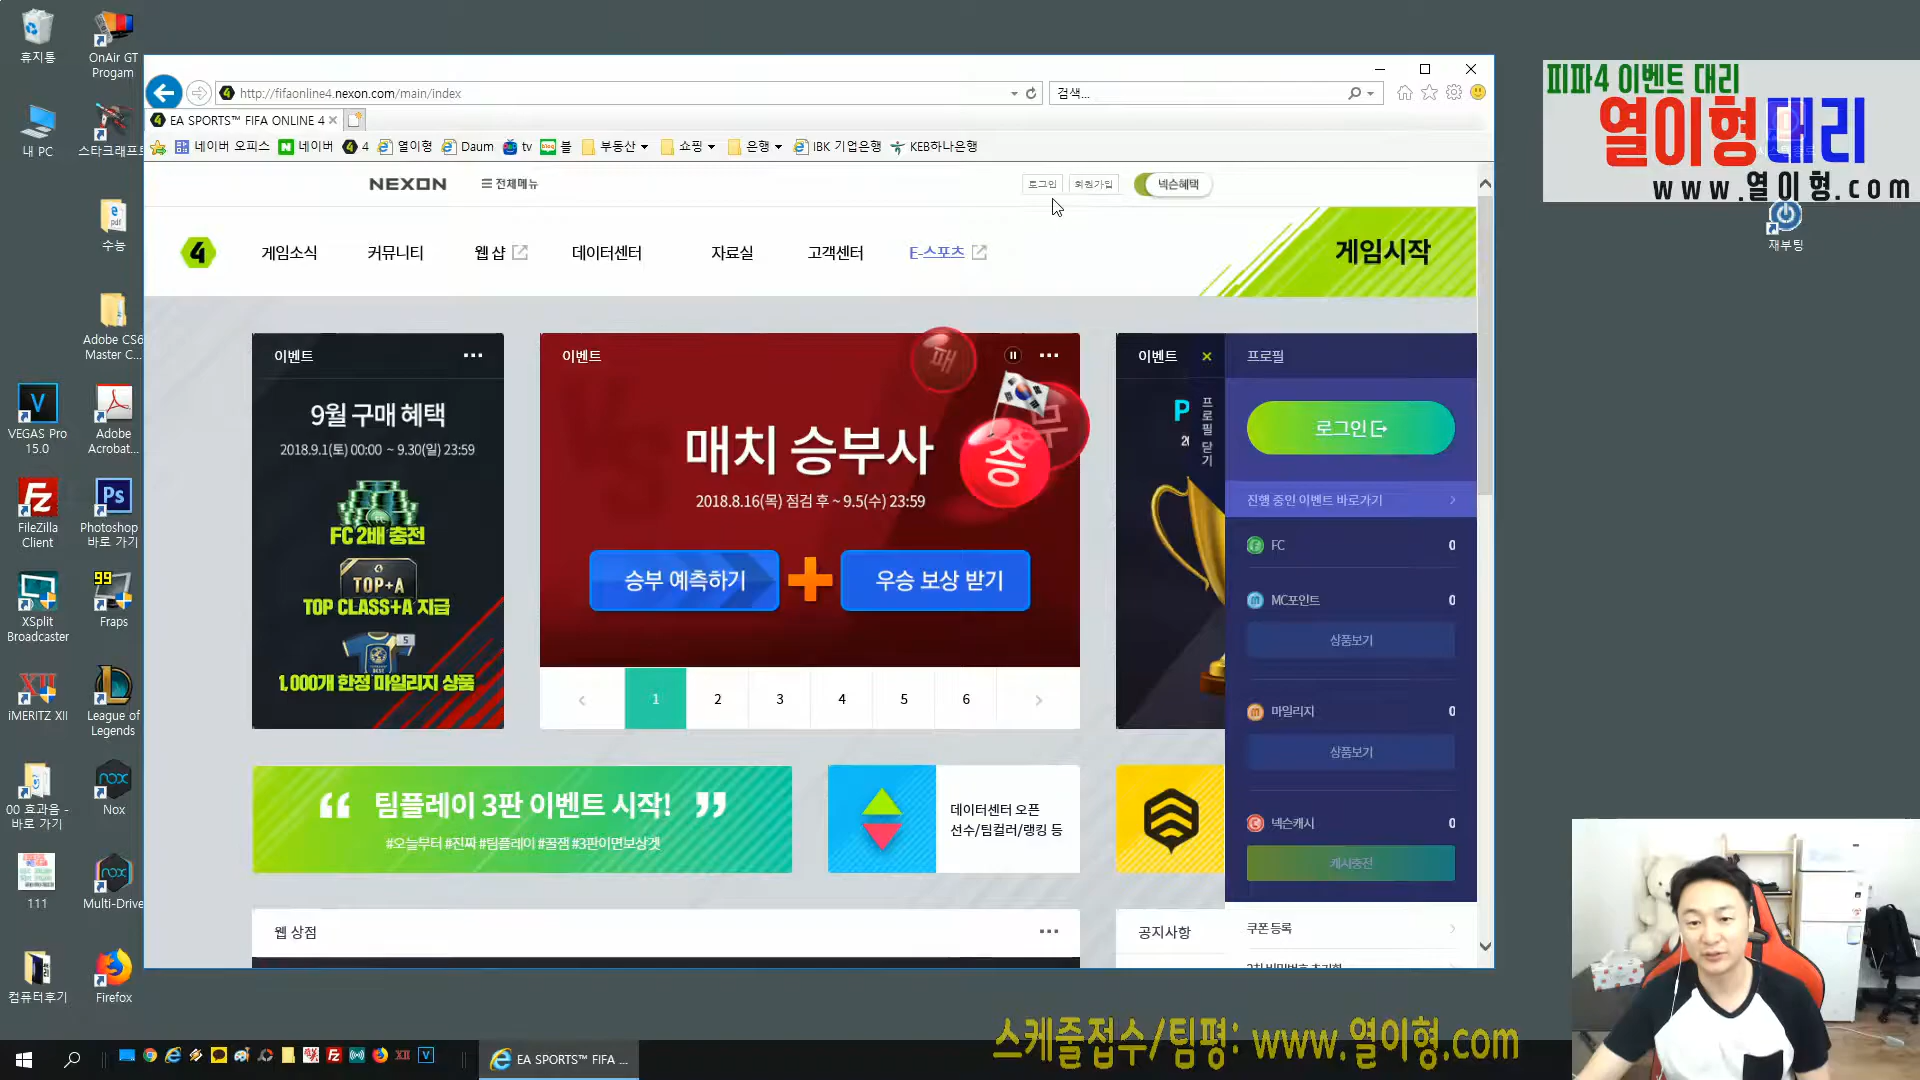 휴지통
OnAir GT
Progam
내 PC
스타크래프트
수능
Adobe CS6
Master C...
VEGAS Pro
15.0
Adobe
Acrobat...
FileZilla
Client
Photoshop
바로 가기
XSplit
Broadcaster
Fraps
iMERITZ XII
League of
Legends
00 효과음 -
바로 가기
Nox
111
Multi-Drive
컴퓨터후기
Firefox
http://fifaonline4.nexon.com/main/index
검색...
EA SPORTS™ FIFA ONLINE 4
네이버 오피스
네이버
4
열이형
Daum
tv
블
부동산
쇼핑
은행
IBK 기업은행
KEB하나은행
NEXON
전체메뉴
로그인
회원가입
넥슨혜택
4
게임소식
커뮤니티
웹 샵
데이터센터
자료실
고객센터
E-스포츠
게임시작
이벤트
9월 구매 혜택
2018.9.1(토) 00:00 ~ 9.30(일) 23:59
FC 2배 충전
TOP+A
TOP CLASS+A 지급
5
1,000개 한정 마일리지 상품
이벤트
패
무
승
매치 승부사
2018.8.16(목) 점검 후 ~ 9.5(수) 23:59
승부 예측하기
우승 보상 받기
1
2
3
4
5
6
이벤트
프로필 닫기
P
프로필
로그인
진행 중인 이벤트 바로가기
FC 0
MC포인트 0
상품보기
마일리지 0
상품보기
넥슨캐시 0
캐시충전
쿠폰등록
“ 팀플레이 3판 이벤트 시작! ”
#오늘부터 #진짜 #팀플레이 #꿀잼 #3판이면보상겟
데이터센터 오픈
선수/팀컬러/랭킹 등
웹 상점
공지사항
피파4 이벤트 대리
열이형대리
www.열이형.com
재부팅
스케줄접수/팀평: www.열이형.com
EA SPORTS™ FIFA ...